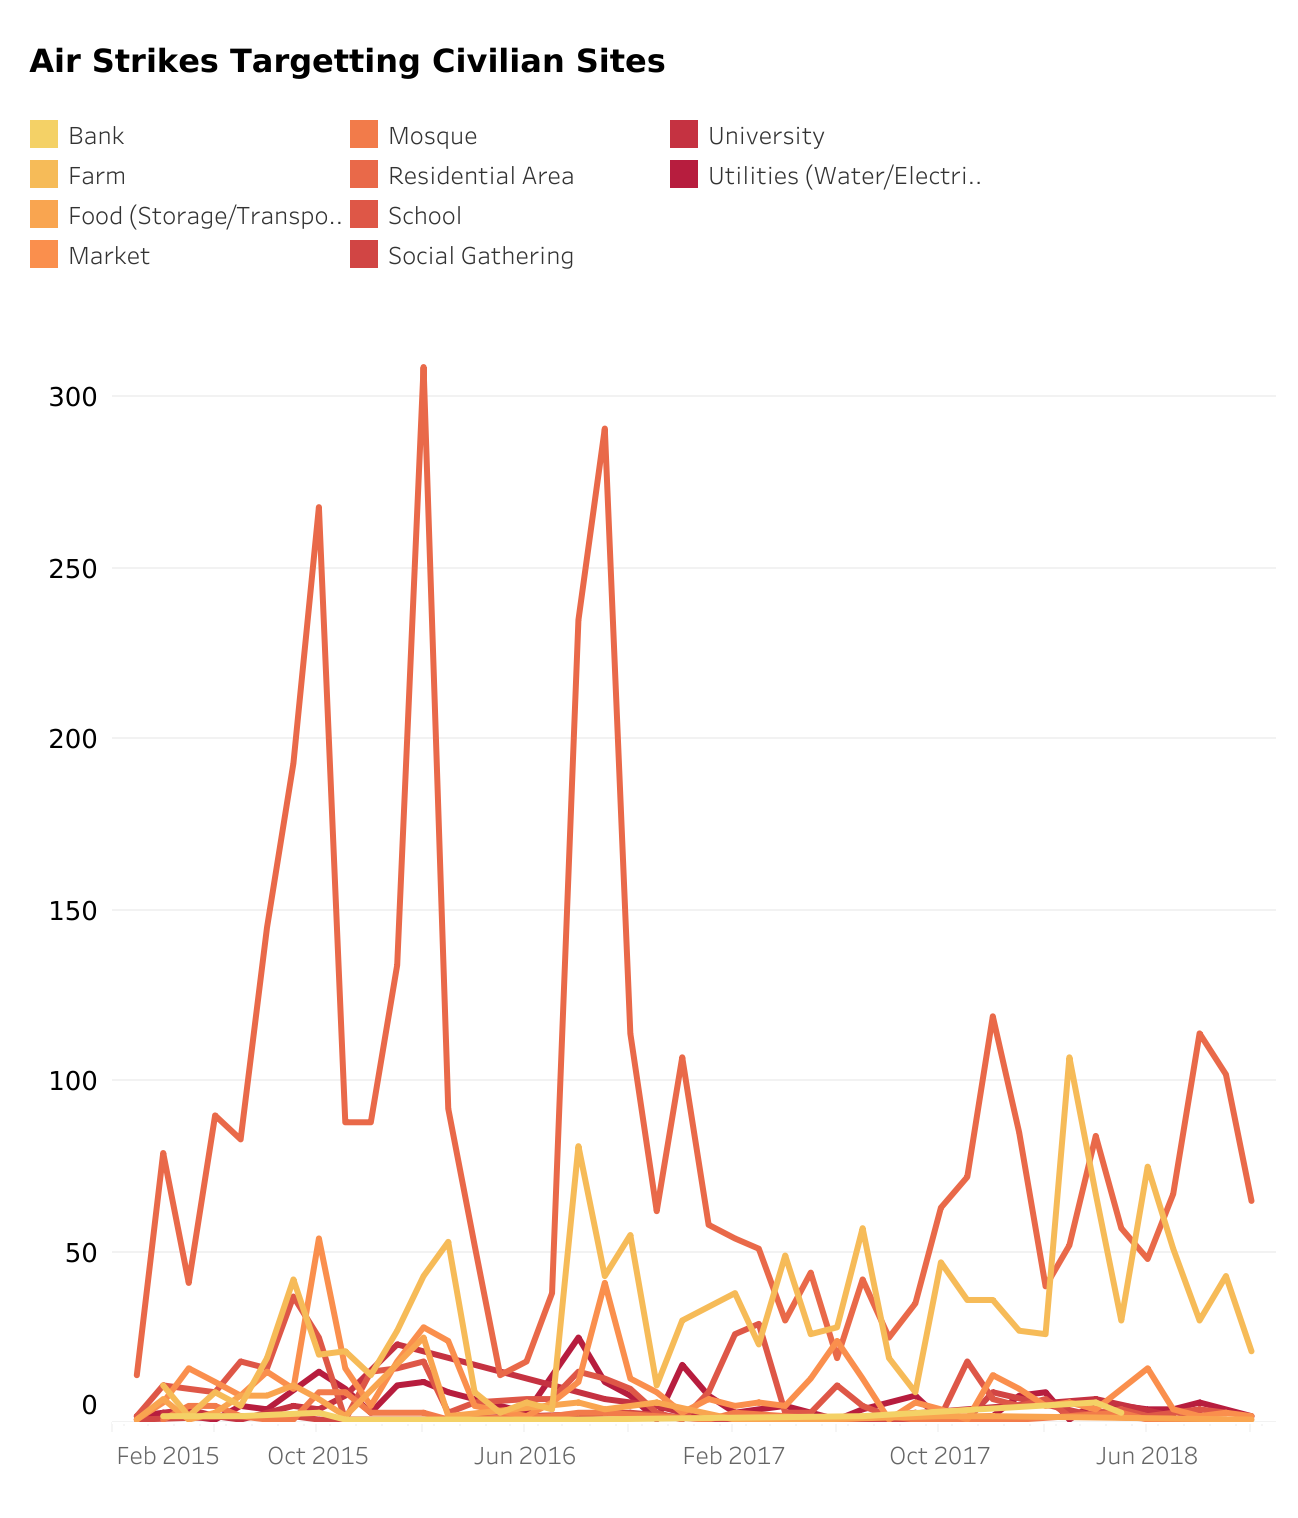 Air Strikes Targetting Civilian Sites
Bank
Mosque
University
Farm
Residential Area
Utilities (Water/Electri..
Food (Storage/Transpo..
School
Market
Social Gathering
300
250
200
150
100
50
0
Feb 2015
Oct 2015
Jun 2016
Feb 2017
Oct 2017
Jun 2018